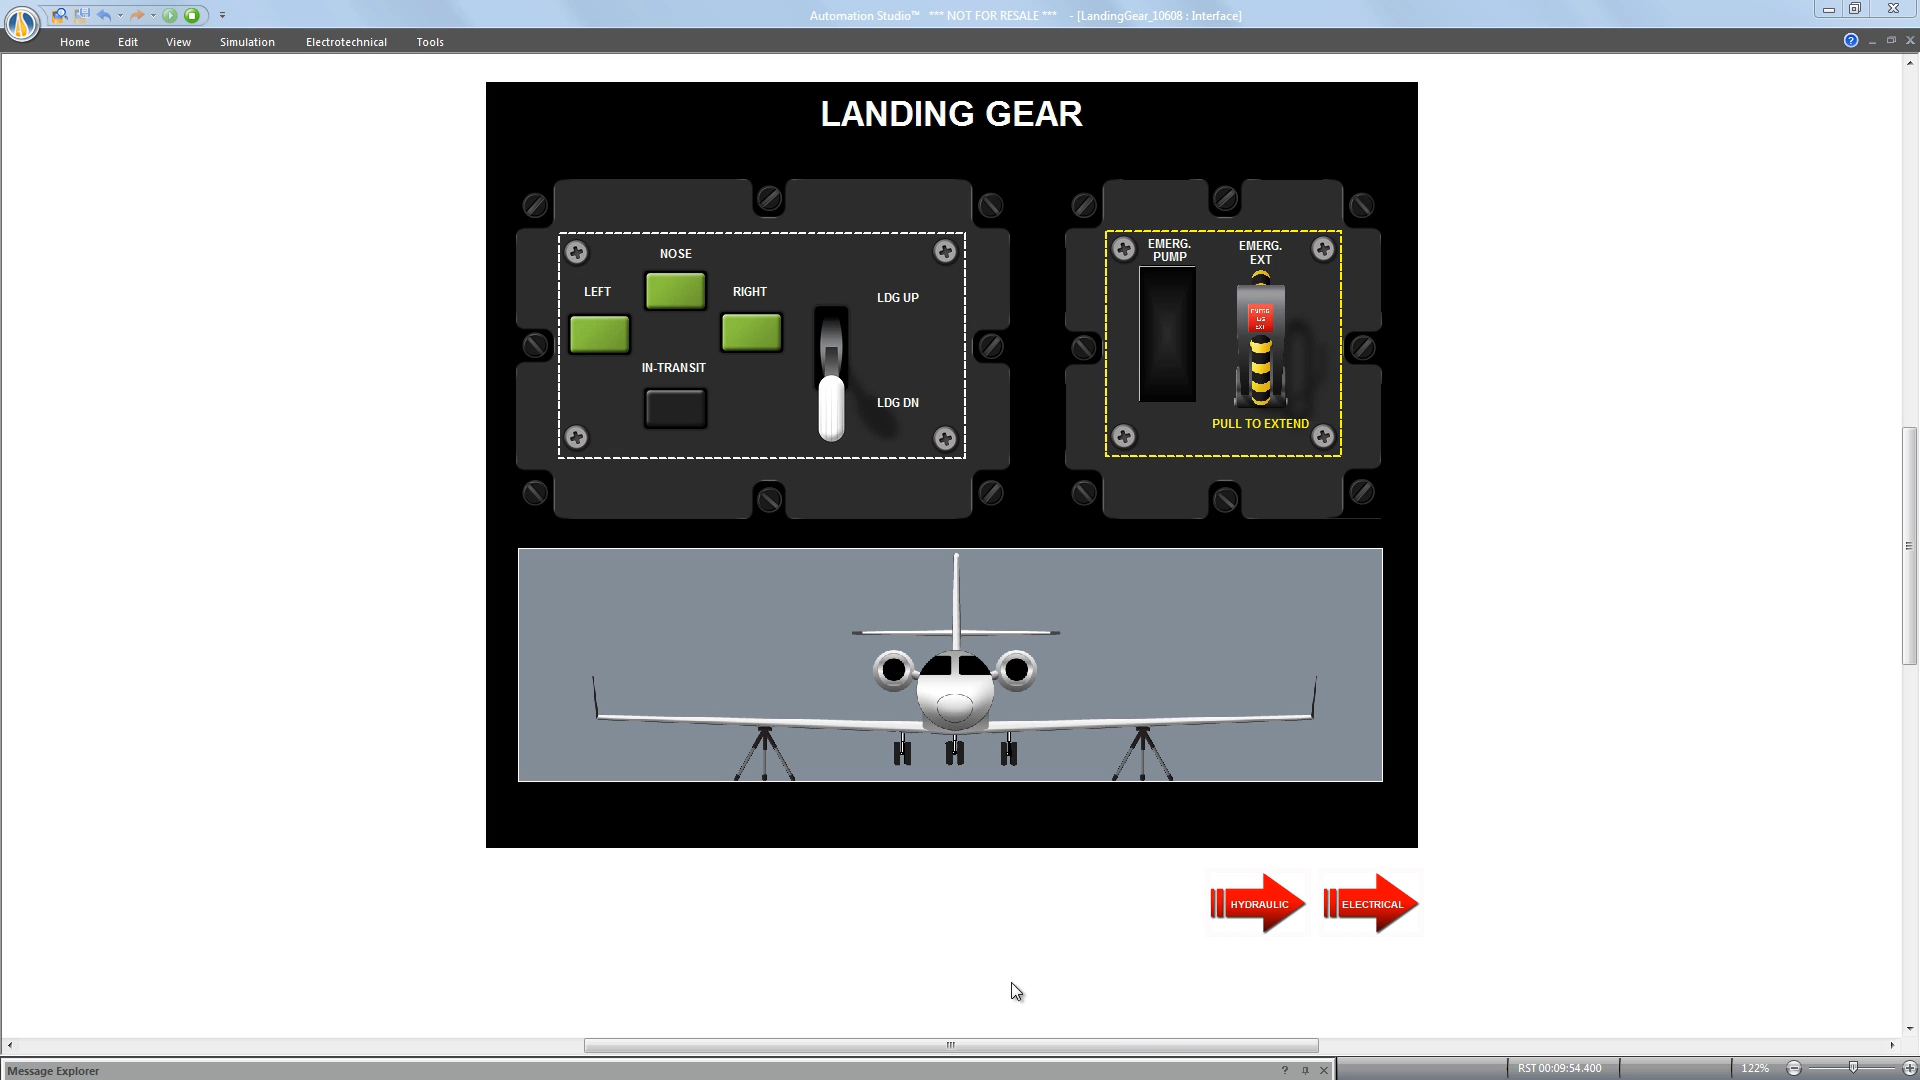 Automation Studio™ *** NOT FOR RESALE *** - [LandingGear_10608 : Interface]
Home Edit View Simulation Electrotechnical Tools
LANDING GEAR
NOSE
LEFT
RIGHT
IN-TRANSIT
LDG UP
LDG DN
EMERG.
PUMP
EMERG.
EXT
PULL TO EXTEND
HYDRAULIC
ELECTRICAL
Message Explorer
RST 00:09:54.400
122%